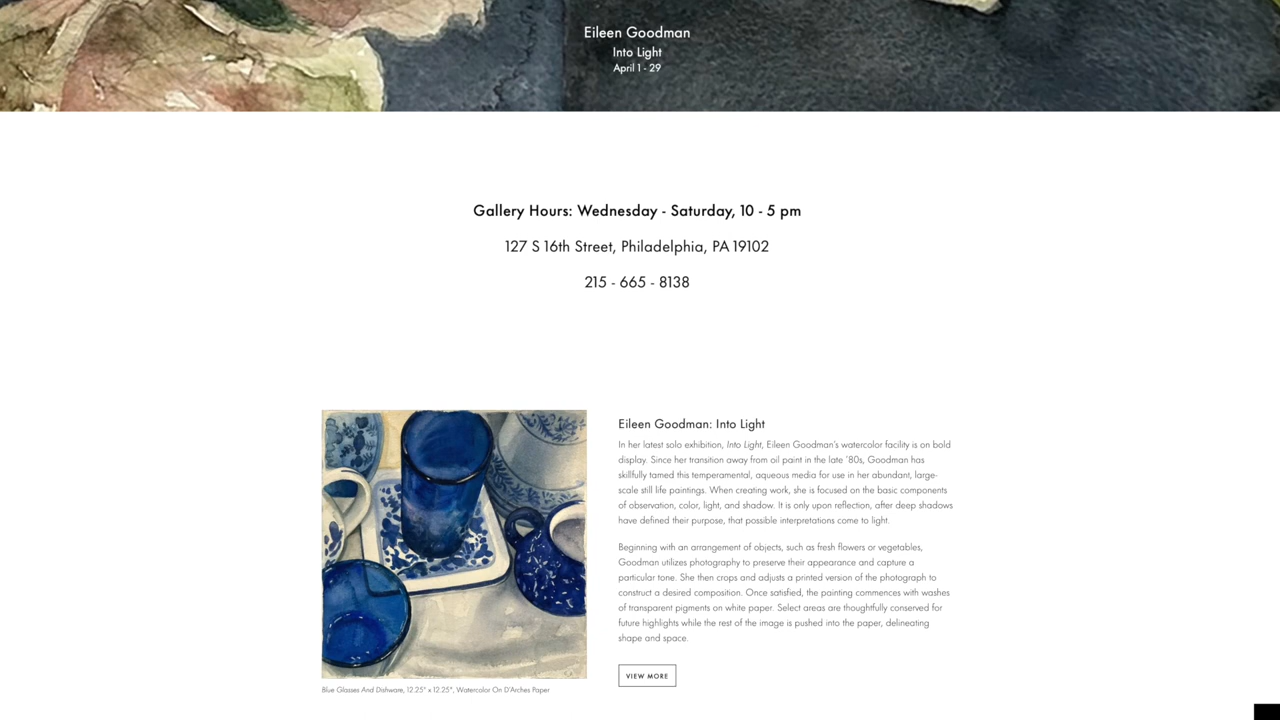 Eileen Goodman
Into Light
April 1 - 29
Gallery Hours: Wednesday - Saturday, 10 - 5 pm
127 S 16th Street, Philadelphia, PA 19102
215 - 665 - 8138
Eileen Goodman: Into Light
In her latest solo exhibition, Into Light, Eileen Goodman's watercolor facility is on bold
display. Since her transition away from oil paint in the late '80s, Goodman has
skillfully tamed this temperamental, aqueous media for use in her abundant, large-
scale still life paintings. When creating work, she is focused on the basic components
of observation, color, light, and shadow. It is only upon reflection, after deep shadows
have defined their purpose, that possible interpretations come to light.
Beginning with an arrangement of objects, such as fresh flowers or vegetables,
Goodman utilizes photography to preserve their appearance and capture a
particular tone. She then crops and adjusts a printed version of the photograph to
construct a desired composition. Once satisfied, the painting commences with washes
of transparent pigments on white paper. Select areas are thoughtfully conserved for
future highlights while the rest of the image is pushed into the paper, delineating
shape and space.
VIEW MORE
Blue Glasses And Dishware, 12.25" x 12.25", Watercolor On D'Arches Paper